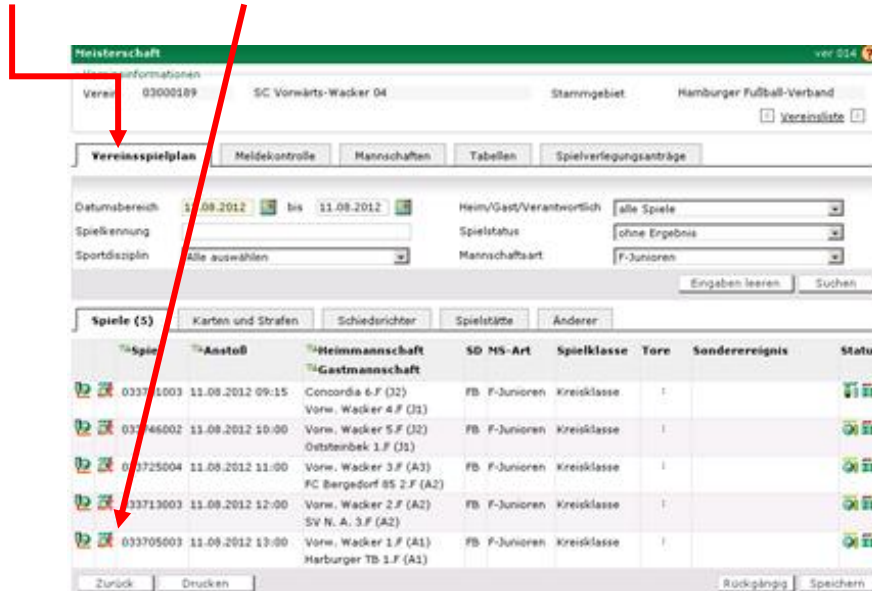 Meisterschaft ver 014
Vereinsinformationen
Verein 03000189 SC Vorwärts-Wacker 04 Stammgebiet Hamburger Fußball-Verband
Vereinsliste
Vereinsspielplan Meldekontrolle Mannschaften Tabellen Spielverlegungsanträge
Datumsbereich .08.2012 bis 11.08.2012 Heim/Gast/Verantwortlich alle Spiele
Spielkennung Spielstatus ohne Ergebnis
Sportdisziplin Alle auswählen Mannschaftsart F-Junioren
Eingaben leeren Suchen
Spiele (5) Karten und Strafen Schiedsrichter Spielstätte Änderer
Spiel Anstoß Heimmannschaft SD MS-Art Spielklasse Tore Sonderereignis Statu
Gastmannschaft
11.08.2012 09:15 Concordia 6.F (J2) FB F-Junioren Kreisklasse :
Vorw. Wacker 4.F (J1)
11.08.2012 10:00 Vorw. Wacker 5.F (J2) FB F-Junioren Kreisklasse :
Oststeinbek 1.F (J1)
033725004 11.08.2012 11:00 Vorw. Wacker 3.F (A3) FB F-Junioren Kreisklasse :
FC Bergedorf 85 2.F (A2)
033713003 11.08.2012 12:00 Vorw. Wacker 2.F (A2) FB F-Junioren Kreisklasse :
SV N. A. 3.F (A2)
033705003 11.08.2012 13:00 Vorw. Wacker 1.F (A1) FB F-Junioren Kreisklasse :
Harburger TB 1.F (A1)
Zurück Drucken Rückgängig Speichern